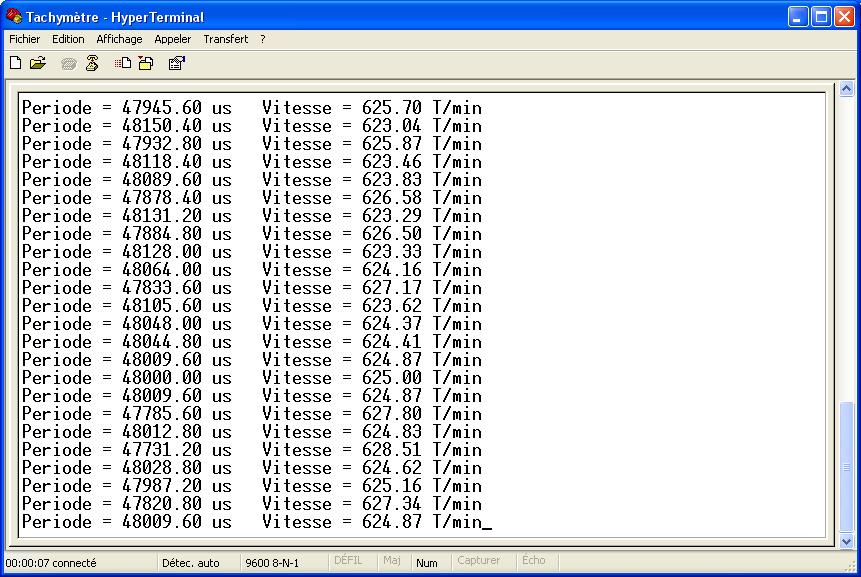 Tachymètre - HyperTerminal
Fichier Edition Affichage Appeler Transfert ?
Periode = 47945.60 us Vitesse = 625.70 T/min
Periode = 48150.40 us Vitesse = 623.04 T/min
Periode = 47932.80 us Vitesse = 625.87 T/min
Periode = 48118.40 us Vitesse = 623.46 T/min
Periode = 48089.60 us Vitesse = 623.83 T/min
Periode = 47878.40 us Vitesse = 626.58 T/min
Periode = 48131.20 us Vitesse = 623.29 T/min
Periode = 47884.80 us Vitesse = 626.50 T/min
Periode = 48128.00 us Vitesse = 623.33 T/min
Periode = 48064.00 us Vitesse = 624.16 T/min
Periode = 47833.60 us Vitesse = 627.17 T/min
Periode = 48105.60 us Vitesse = 623.62 T/min
Periode = 48048.00 us Vitesse = 624.37 T/min
Periode = 48044.80 us Vitesse = 624.41 T/min
Periode = 48009.60 us Vitesse = 624.87 T/min
Periode = 48000.00 us Vitesse = 625.00 T/min
Periode = 48009.60 us Vitesse = 624.87 T/min
Periode = 47785.60 us Vitesse = 627.80 T/min
Periode = 48012.80 us Vitesse = 624.83 T/min
Periode = 47731.20 us Vitesse = 628.51 T/min
Periode = 48028.80 us Vitesse = 624.62 T/min
Periode = 47987.20 us Vitesse = 625.16 T/min
Periode = 47820.80 us Vitesse = 627.34 T/min
Periode = 48009.60 us Vitesse = 624.87 T/min_
00:00:07 connecté Détec. auto 9600 8-N-1 DÉFIL Maj Num Capturer Écho